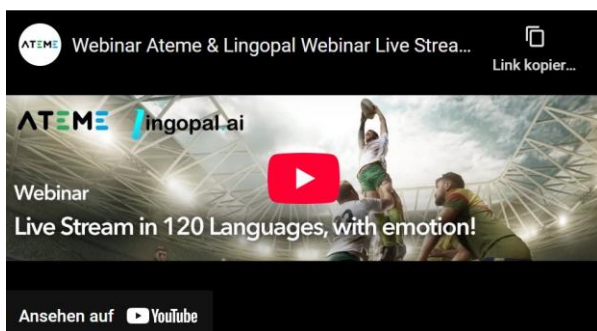 ATEME
Webinar Ateme & Lingopal Webinar Live Strea...
Link kopier...
ATEME lingopal.ai
Webinar
Live Stream in 120 Languages, with emotion!
Ansehen auf YouTube